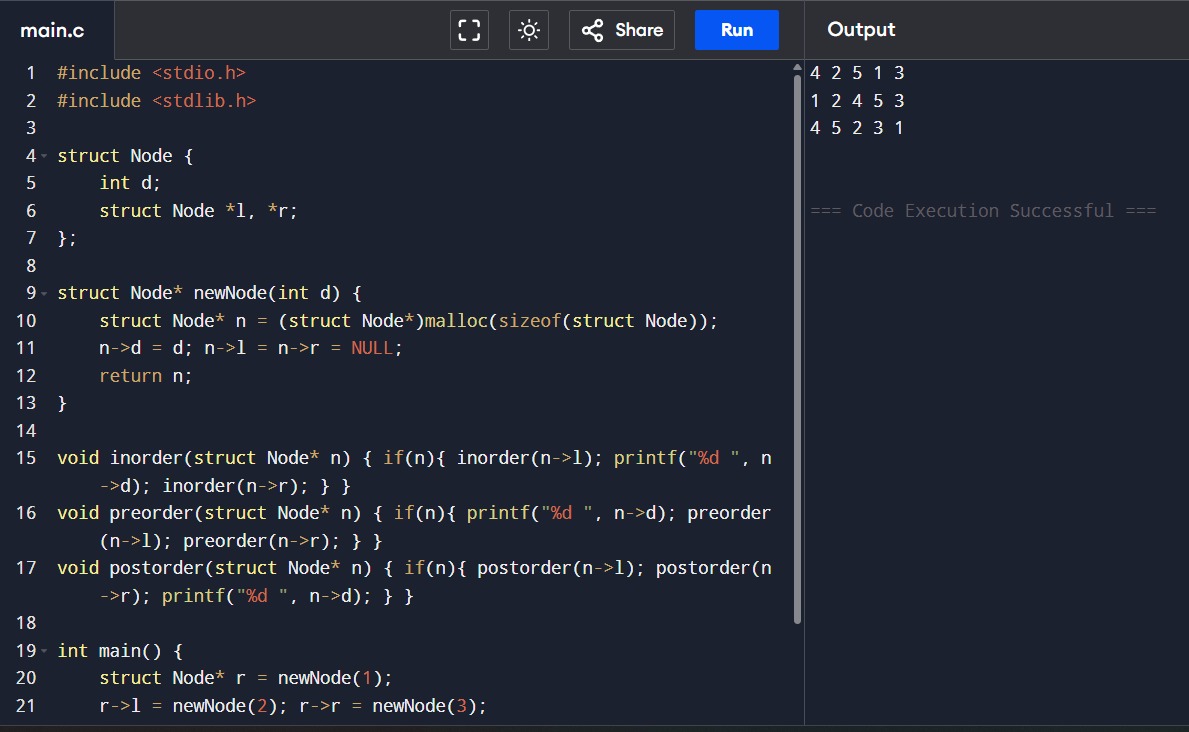 main.c
Share
Run
Output
1 #include <stdio.h>
2 #include <stdlib.h>
3
4 struct Node {
5     int d;
6     struct Node *l, *r;
7 };
8
9 struct Node* newNode(int d) {
10     struct Node* n = (struct Node*)malloc(sizeof(struct Node));
11     n->d = d; n->l = n->r = NULL;
12     return n;
13 }
14
15 void inorder(struct Node* n) { if(n){ inorder(n->l); printf("%d ", n
->d); inorder(n->r); } }
16 void preorder(struct Node* n) { if(n){ printf("%d ", n->d); preorder
(n->l); preorder(n->r); } }
17 void postorder(struct Node* n) { if(n){ postorder(n->l); postorder(n
->r); printf("%d ", n->d); } }
18
19 int main() {
20     struct Node* r = newNode(1);
21     r->l = newNode(2); r->r = newNode(3);
4 2 5 1 3
1 2 4 5 3
4 5 2 3 1
=== Code Execution Successful ===